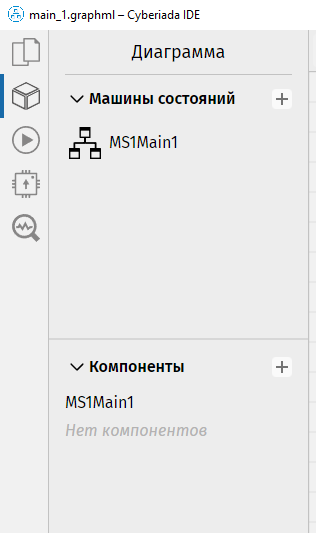 main_1.graphml – Cyberiada IDE
Диаграмма
Машины состояний
MS1Main1
Компоненты
MS1Main1
Нет компонентов